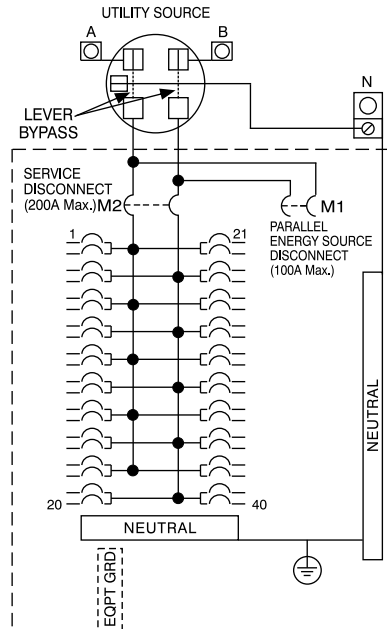 UTILITY SOURCE
A
B
N
LEVER
BYPASS
SERVICE
DISCONNECT
(200A Max.) M2
M1
PARALLEL
ENERGY SOURCE
DISCONNECT
(100A Max.)
1
21
20
40
NEUTRAL
NEUTRAL
EQPT GRD